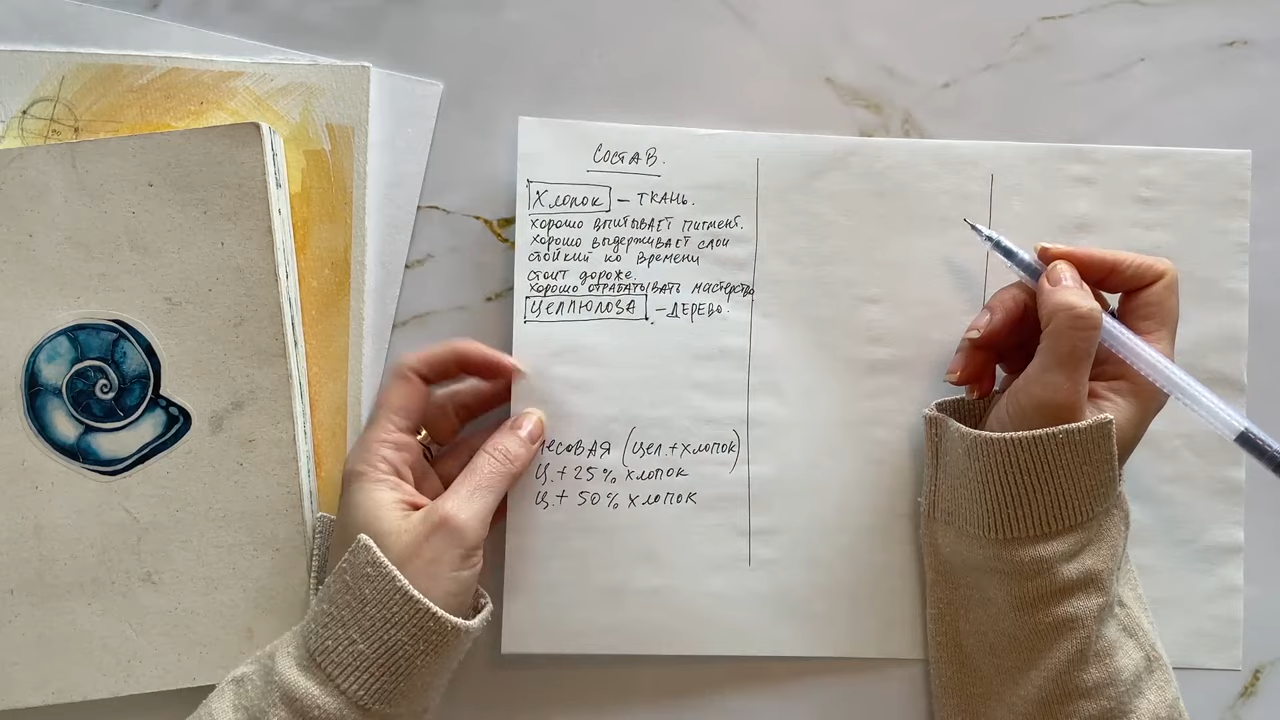 Состав.
Хлопок – ткань.
хорошо впитывает пигмент.
хорошо выдерживает слои
стойкий ко времени
стоит дороже.
хорошо отрабатывать мастерство
Целлюлоза – дерево.
(цел.+хлопок)
Ц.+ 25% хлопок
Ц.+ 50% хлопок